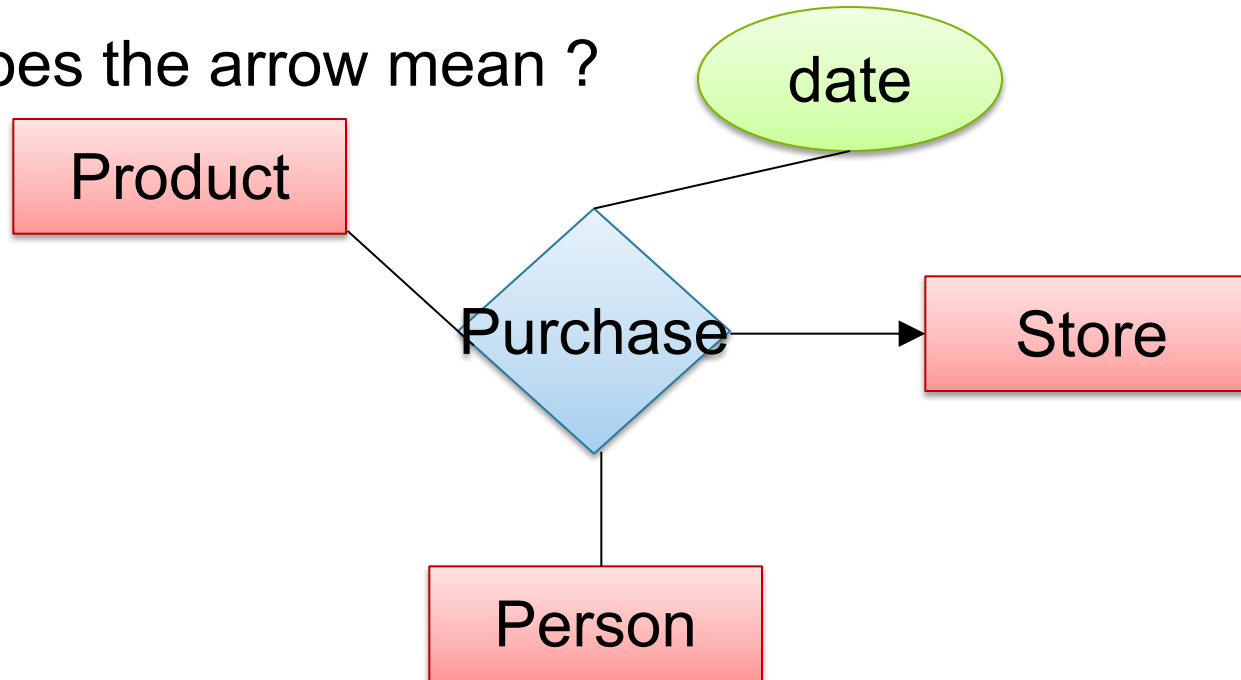 oes the arrow mean ?
date
Product
Purchase
Store
Person